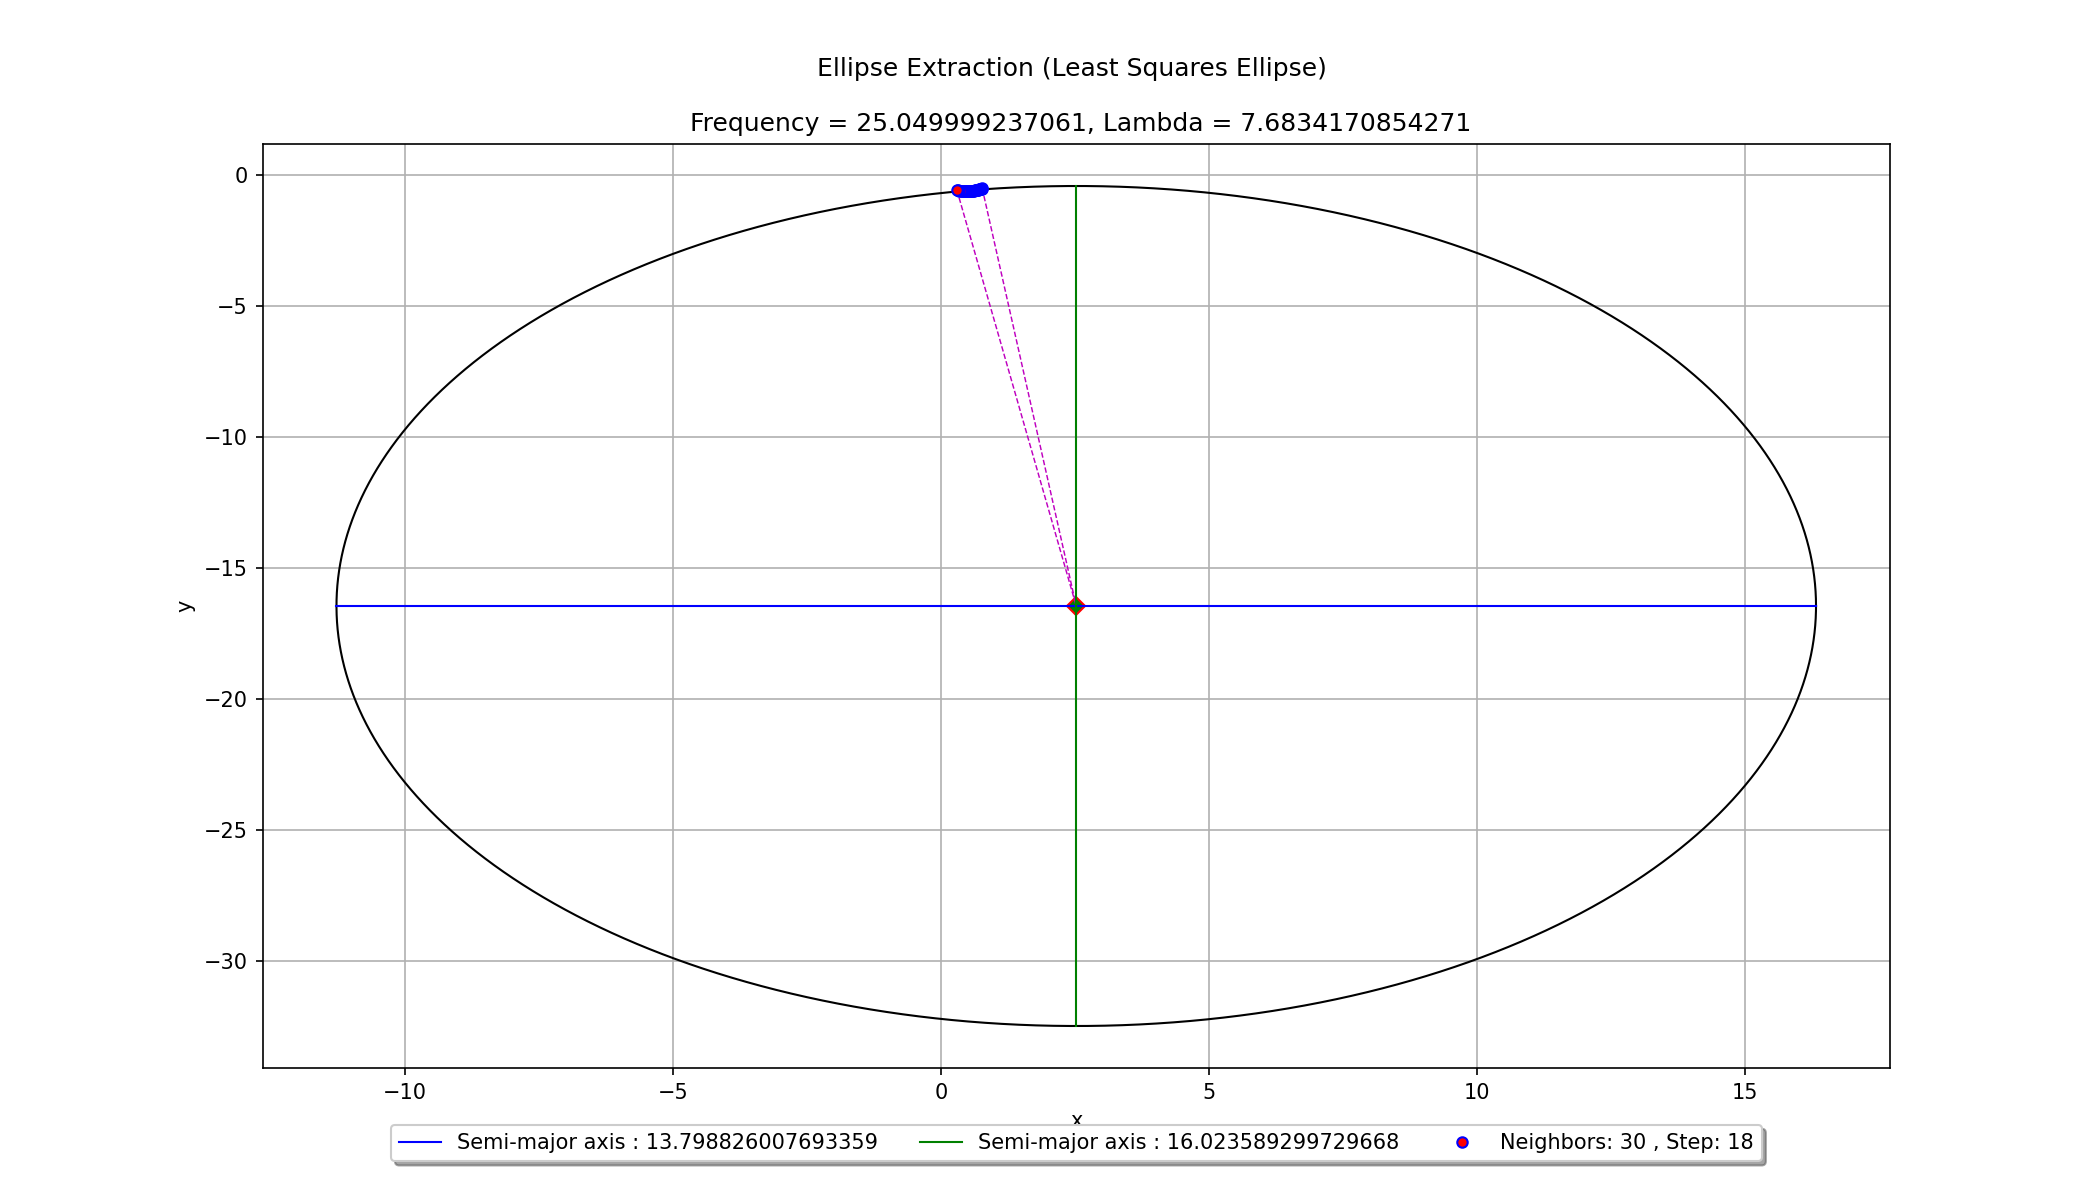 Ellipse Extraction (Least Squares Ellipse)
Frequency = 25.049999237061, Lambda = 7.6834170854271
0
−5
−10
−15
−20
−25
−30
y
−10 −5 0 5 10 15
x
Semi-major axis : 13.798826007693359 Semi-major axis : 16.023589299729668 Neighbors: 30 , Step: 18